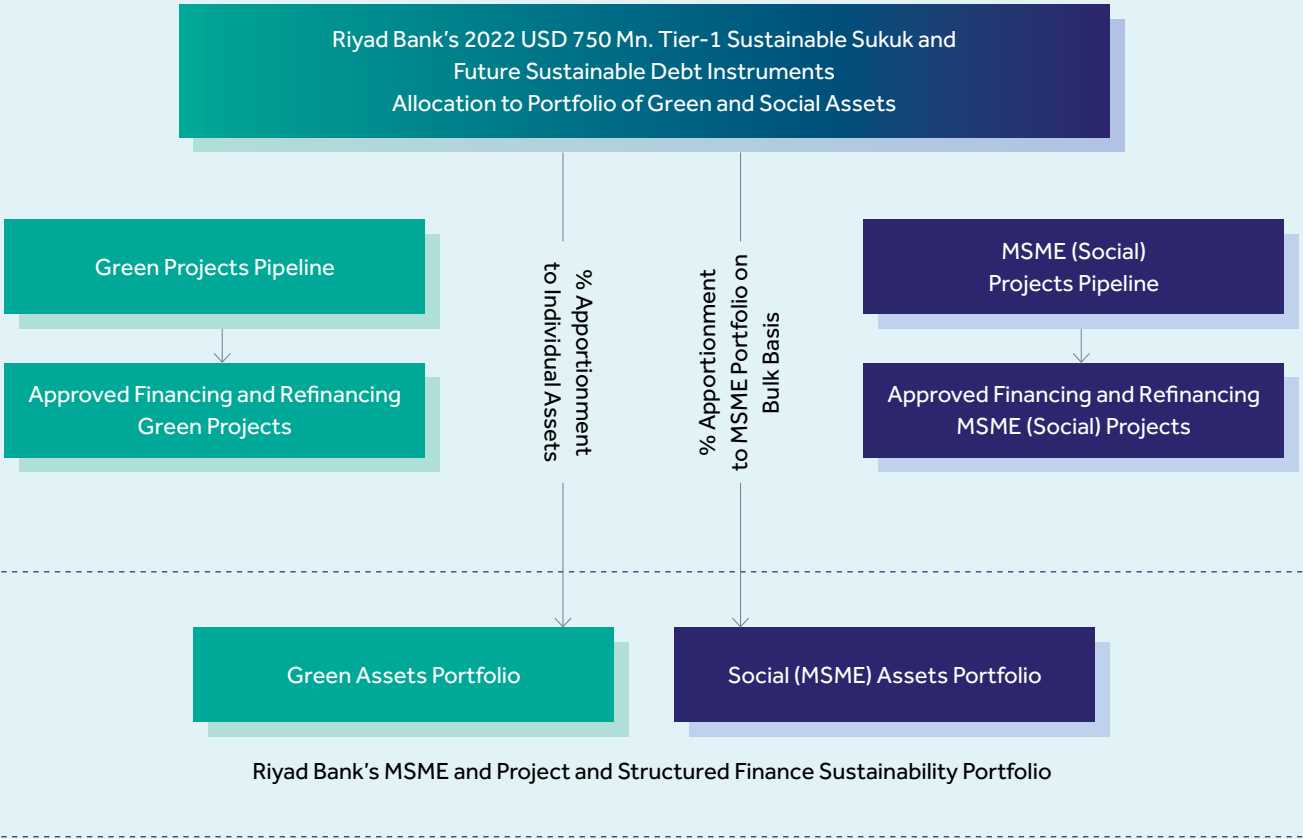 Riyad Bank's 2022 USD 750 Mn. Tier-1 Sustainable Sukuk and
Future Sustainable Debt Instruments
Allocation to Portfolio of Green and Social Assets
Green Projects Pipeline
Approved Financing and Refinancing
Green Projects
% Apportionment
to Individual Assets
% Apportionment
to MSME Portfolio on
Bulk Basis
MSME (Social)
Projects Pipeline
Approved Financing and Refinancing
MSME (Social) Projects
Green Assets Portfolio
Social (MSME) Assets Portfolio
Riyad Bank's MSME and Project and Structured Finance Sustainability Portfolio